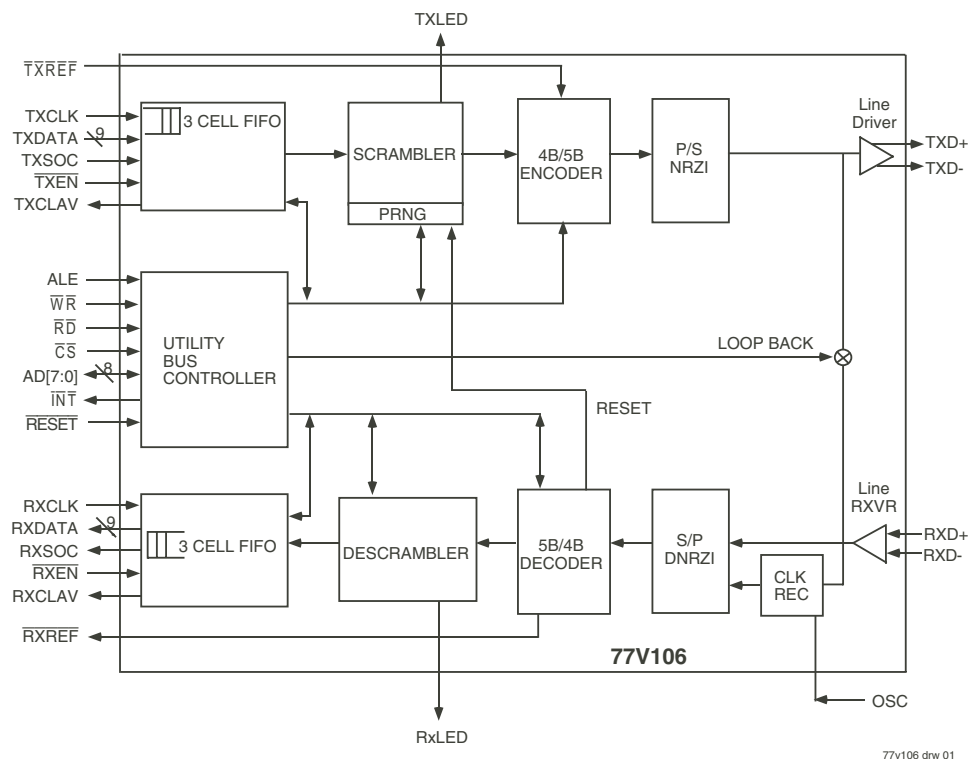 TXLED
TXREF
TXCLK
TXDATA
9
TXSOC
TXEN
TXCLAV
3 CELL FIFO
SCRAMBLER
PRNG
4B/5B
ENCODER
P/S
NRZI
Line
Driver
TXD+
TXD-
ALE
WR
RD
CS
AD[7:0]
8
INT
RESET
UTILITY
BUS
CONTROLLER
LOOP BACK
RESET
RXCLK
RXDATA
9
RXSOC
RXEN
RXCLAV
RXREF
3 CELL FIFO
DESCRAMBLER
5B/4B
DECODER
S/P
DNRZI
CLK
REC
Line
RXVR
RXD+
RXD-
77V106
OSC
RxLED
77v106 drw 01